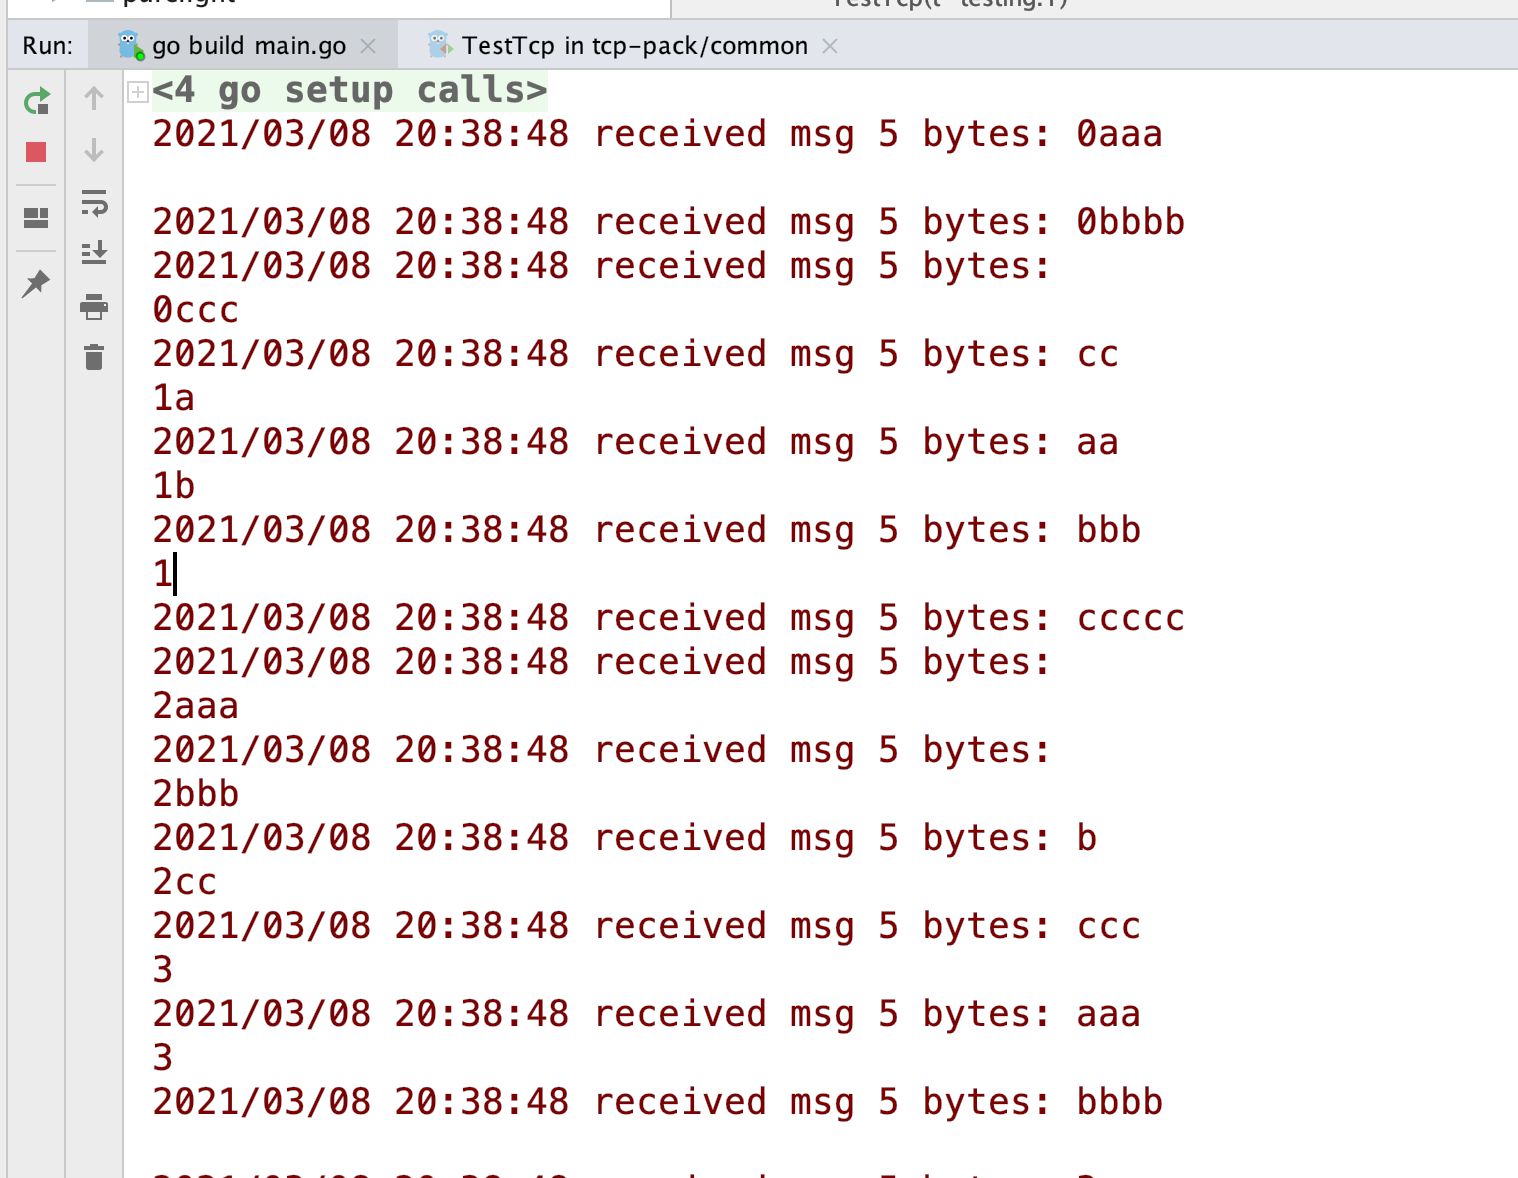 Run:
go build main.go
TestTcp in tcp-pack/common
<4 go setup calls>
2021/03/08 20:38:48 received msg 5 bytes: 0aaa
2021/03/08 20:38:48 received msg 5 bytes: 0bbbb
2021/03/08 20:38:48 received msg 5 bytes:
0ccc
2021/03/08 20:38:48 received msg 5 bytes: cc
1a
2021/03/08 20:38:48 received msg 5 bytes: aa
1b
2021/03/08 20:38:48 received msg 5 bytes: bbb
1
2021/03/08 20:38:48 received msg 5 bytes: ccccc
2021/03/08 20:38:48 received msg 5 bytes:
2aaa
2021/03/08 20:38:48 received msg 5 bytes:
2bbb
2021/03/08 20:38:48 received msg 5 bytes: b
2cc
2021/03/08 20:38:48 received msg 5 bytes: ccc
3
2021/03/08 20:38:48 received msg 5 bytes: aaa
3
2021/03/08 20:38:48 received msg 5 bytes: bbbb